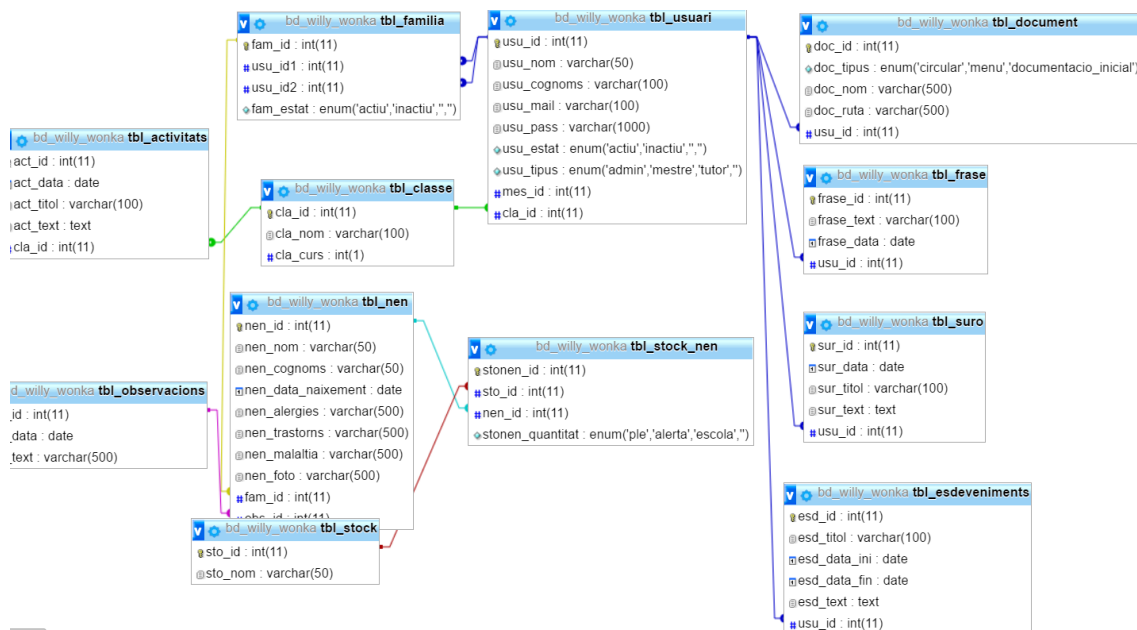 bd_willy_wonka tbl_familia
fam_id : int(11)
usu_id1 : int(11)
usu_id2 : int(11)
fam_estat : enum('actiu','inactiu','','')
v bd_willy_wonka tbl_usuari
usu_id : int(11)
usu_nom : varchar(50)
usu_cognoms : varchar(100)
usu_mail : varchar(100)
usu_pass : varchar(1000)
usu_estat : enum('actiu','inactiu','','')
usu_tipus : enum('admin','mestre','tutor','')
mes_id : int(11)
cla_id : int(11)
v bd_willy_wonka tbl_document
doc_id : int(11)
doc_tipus : enum('circular','menu','documentacio_inicial')
doc_nom : varchar(500)
doc_ruta : varchar(500)
usu_id : int(11)
bd_willy_wonka tbl_activitats
act_id : int(11)
act_data : date
act_titol : varchar(100)
act_text : text
cla_id : int(11)
v bd_willy_wonka tbl_classe
cla_id : int(11)
cla_nom : varchar(100)
cla_curs : int(1)
v bd_willy_wonka tbl_frase
frase_id : int(11)
frase_text : varchar(100)
frase_data : date
usu_id : int(11)
v bd_willy_wonka tbl_nen
nen_id : int(11)
nen_nom : varchar(50)
nen_cognoms : varchar(50)
nen_data_naixement : date
nen_alergies : varchar(500)
nen_trastorns : varchar(500)
nen_malaltia : varchar(500)
nen_foto : varchar(500)
fam_id : int(11)
obs_id : int(11)
v bd_willy_wonka tbl_stock_nen
stonen_id : int(11)
sto_id : int(11)
nen_id : int(11)
stonen_quantitat : enum('ple','alerta','escola','')
v bd_willy_wonka tbl_suro
sur_id : int(11)
sur_data : date
sur_titol : varchar(100)
sur_text : text
usu_id : int(11)
bd_willy_wonka tbl_observacions
_id : int(11)
_data : date
_text : varchar(500)
v bd_willy_wonka tbl_stock
sto_id : int(11)
sto_nom : varchar(50)
v bd_willy_wonka tbl_esdeveniments
esd_id : int(11)
esd_titol : varchar(100)
esd_data_ini : date
esd_data_fin : date
esd_text : text
usu_id : int(11)